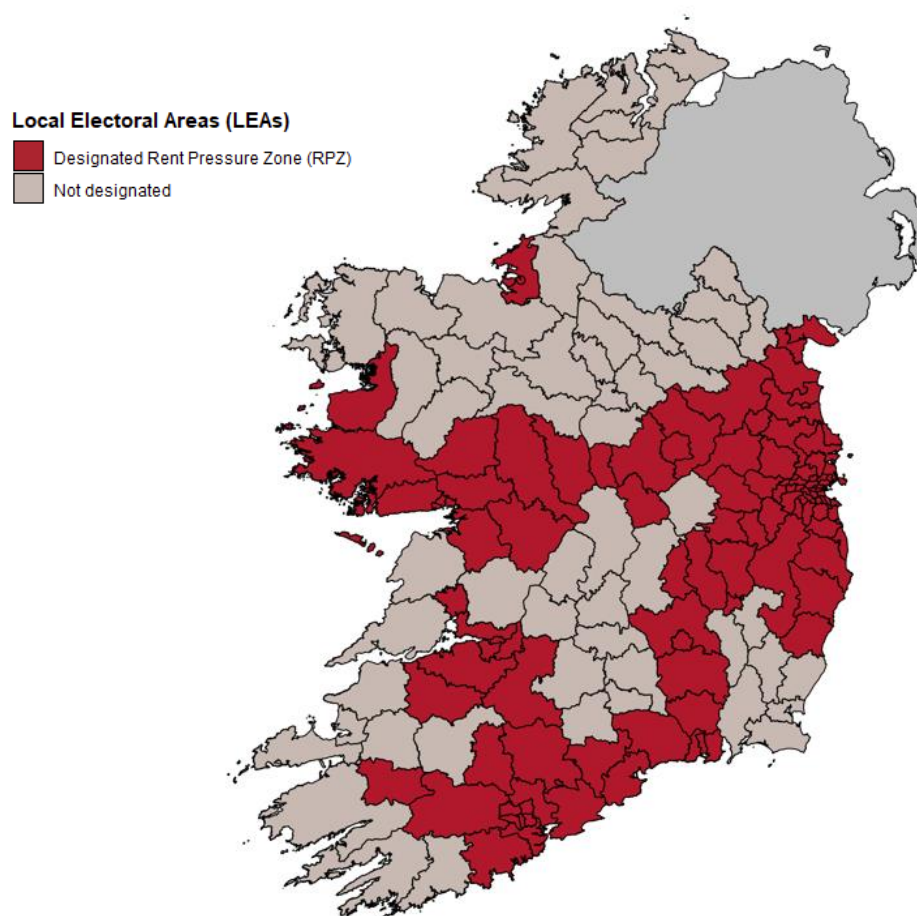 Local Electoral Areas (LEAs)
Designated Rent Pressure Zone (RPZ)
Not designated